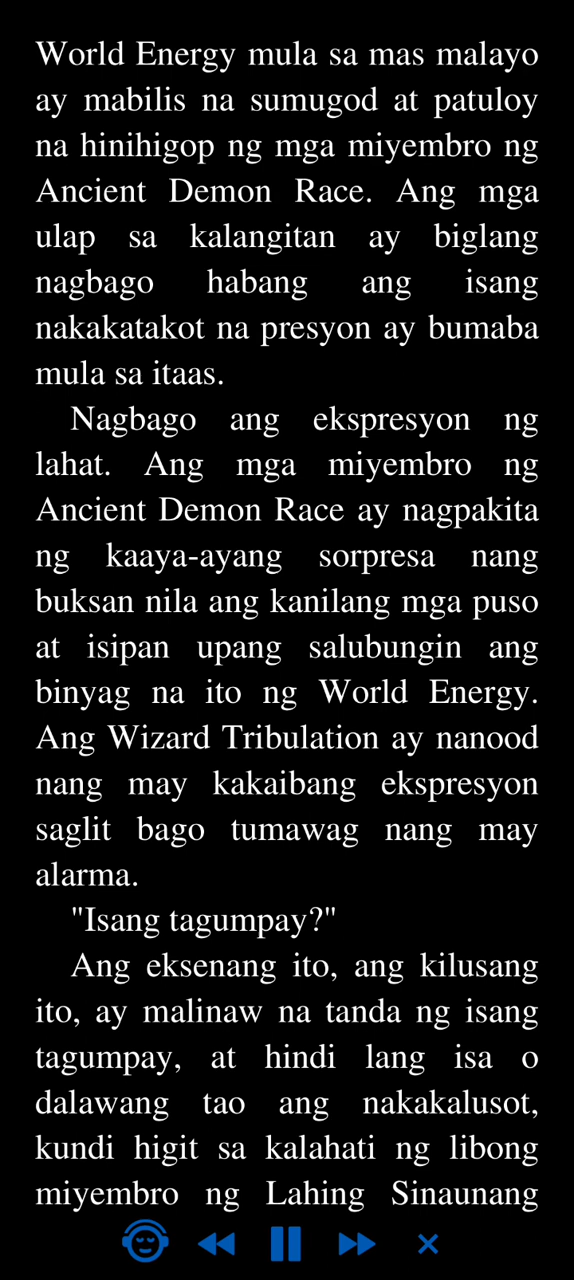 World Energy mula sa mas malayo
ay mabilis na sumugod at patuloy
na hinihigop ng mga miyembro ng
Ancient Demon Race. Ang mga
ulap sa kalangitan ay biglang
nagbago habang ang isang
nakakatakot na presyon ay bumaba
mula sa itaas.
Nagbago ang ekspresyon ng
lahat. Ang mga miyembro ng
Ancient Demon Race ay nagpakita
ng kaaya-ayang sorpresa nang
buksan nila ang kanilang mga puso
at isipan upang salubungin ang
binyag na ito ng World Energy.
Ang Wizard Tribulation ay nanood
nang may kakaibang ekspresyon
saglit bago tumawag nang may
alarma.
"Isang tagumpay?"
Ang eksenang ito, ang kilusang
ito, ay malinaw na tanda ng isang
tagumpay, at hindi lang isa o
dalawang tao ang nakakalusot,
kundi higit sa kalahati ng libong
miyembro ng Lahing Sinaunang